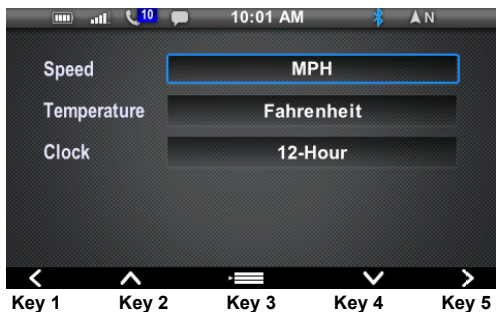 10 10:01 AM N
Speed MPH
Temperature Fahrenheit
Clock 12-Hour
Key 1 Key 2 Key 3 Key 4 Key 5